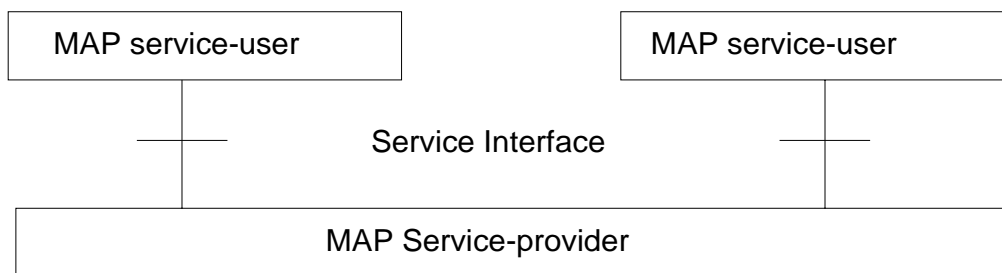 MAP service-user
MAP service-user
Service Interface
MAP Service-provider